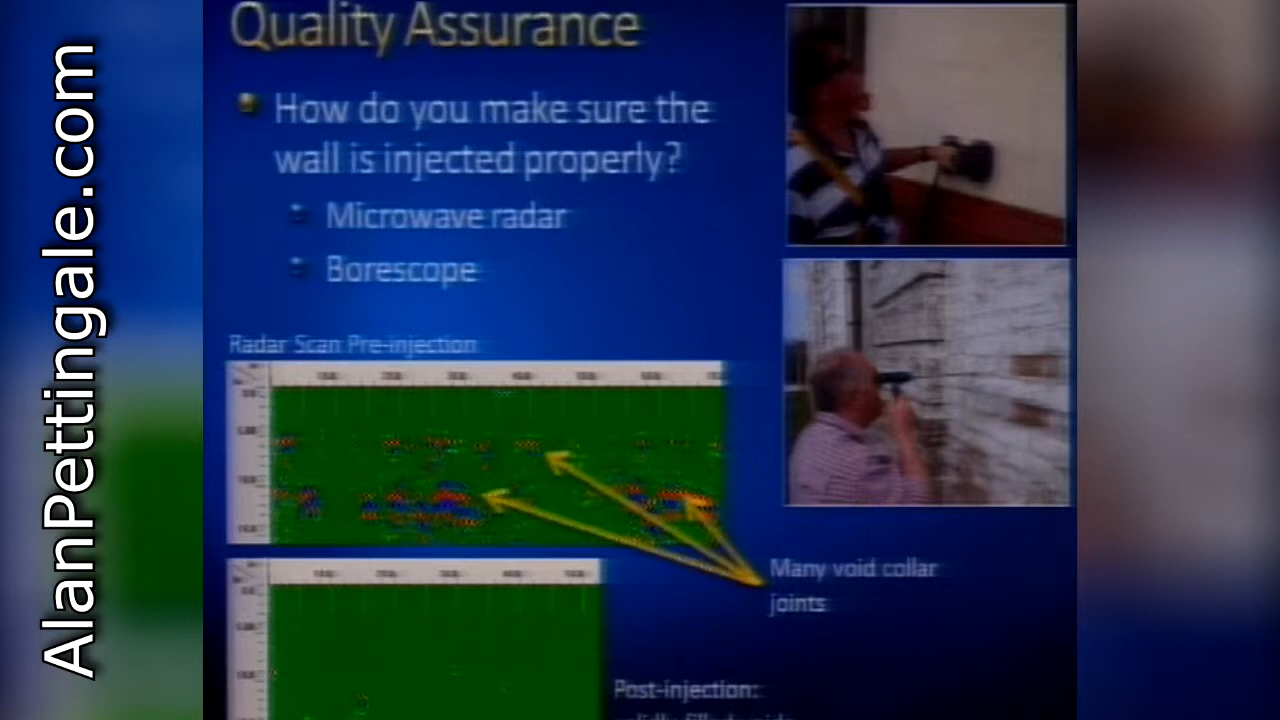 AlanPettingale.com
Quality Assurance
How do you make sure the
wall is injected properly?
Microwave radar
Borescope
Radar Scan Pre-injection
Many void collar
joints
Post-injection: